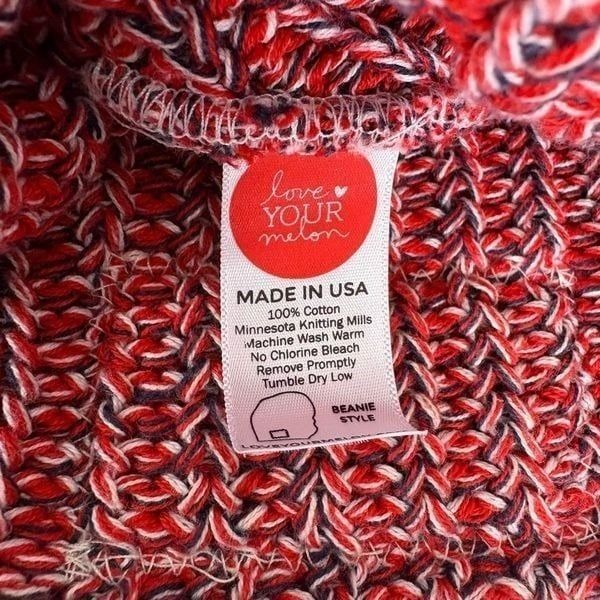 love
YOUR
melon
MADE IN USA
100% Cotton
Minnesota Knitting Mills
Machine Wash Warm
No Chlorine Bleach
Remove Promptly
Tumble Dry Low
BEANIE
STYLE
LOVEYOURMELON